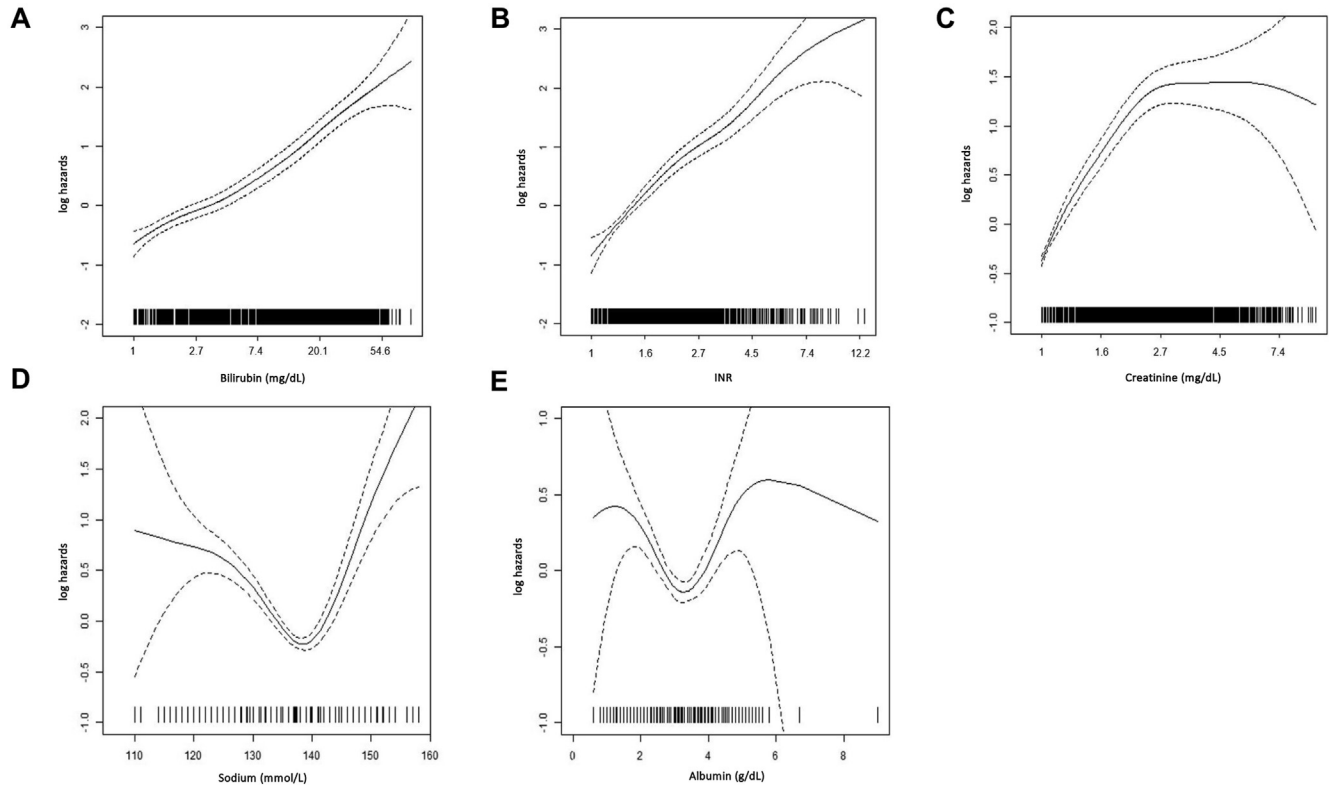 A
3
2
1
0
-1
-2
log hazards
1 2.7 7.4 20.1 54.6
Bilirubin (mg/dL)
B
3
2
1
0
-1
-2
log hazards
1 1.6 2.7 4.5 7.4 12.2
INR
C
2.0
1.5
1.0
0.5
0.0
-0.5
-1.0
log hazards
1 1.6 2.7 4.5 7.4
Creatinine (mg/dL)
D
2.0
1.5
1.0
0.5
0.0
-0.5
-1.0
log hazards
110 120 130 140 150 160
Sodium (mmol/L)
E
1.0
0.5
0.0
-0.5
-1.0
log hazards
0 2 4 6 8
Albumin (g/dL)